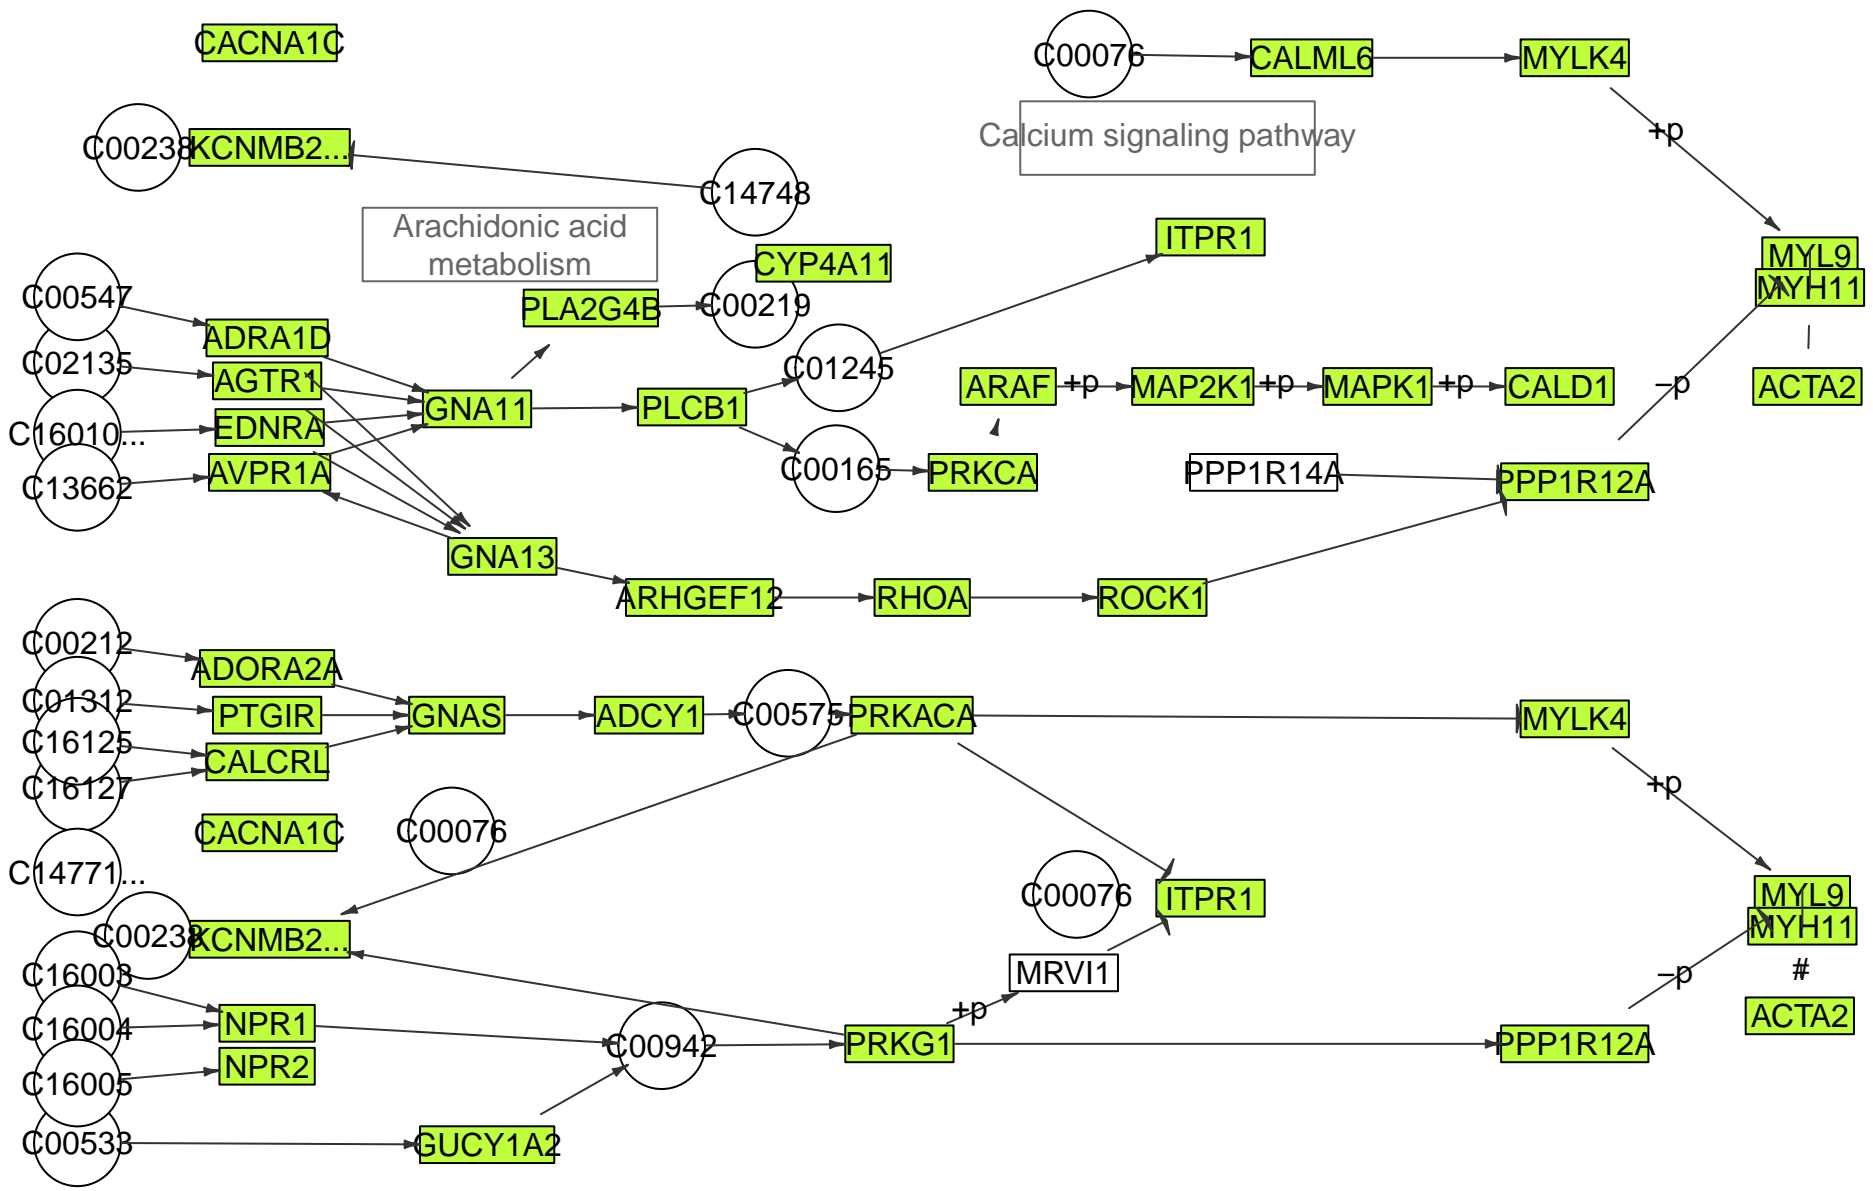 CACNA1C
C00076
CALML6
MYLK4
Calcium signaling pathway
+p
C00238
KCNMB2...
C14748
Arachidonic acid
metabolism
ITPR1
CYP4A11
MYL9
MYH11
C00547
PLA2G4B
C00219
ADRA1D
C02135
AGTR1
C01245
ARAF
+p
MAP2K1
+p
MAPK1
+p
CALD1
–p
ACTA2
GNA11
PLCB1
C16010...
EDNRA
C13662
AVPR1A
C00165
PRKCA
PPP1R14A
PPP1R12A
GNA13
ARHGEF12
RHOA
ROCK1
C00212
ADORA2A
C01312
PTGIR
GNAS
ADCY1
C00575
PRKACA
MYLK4
C16125
CALCRL
C16127
+p
CACNA1C
C00076
C14771...
C00076
ITPR1
MYL9
MYH11
C00238
KCNMB2...
C16003
MRVI1
–p
#
+p
C16004
NPR1
ACTA2
C00942
PRKG1
PPP1R12A
C16005
NPR2
C00533
GUCY1A2